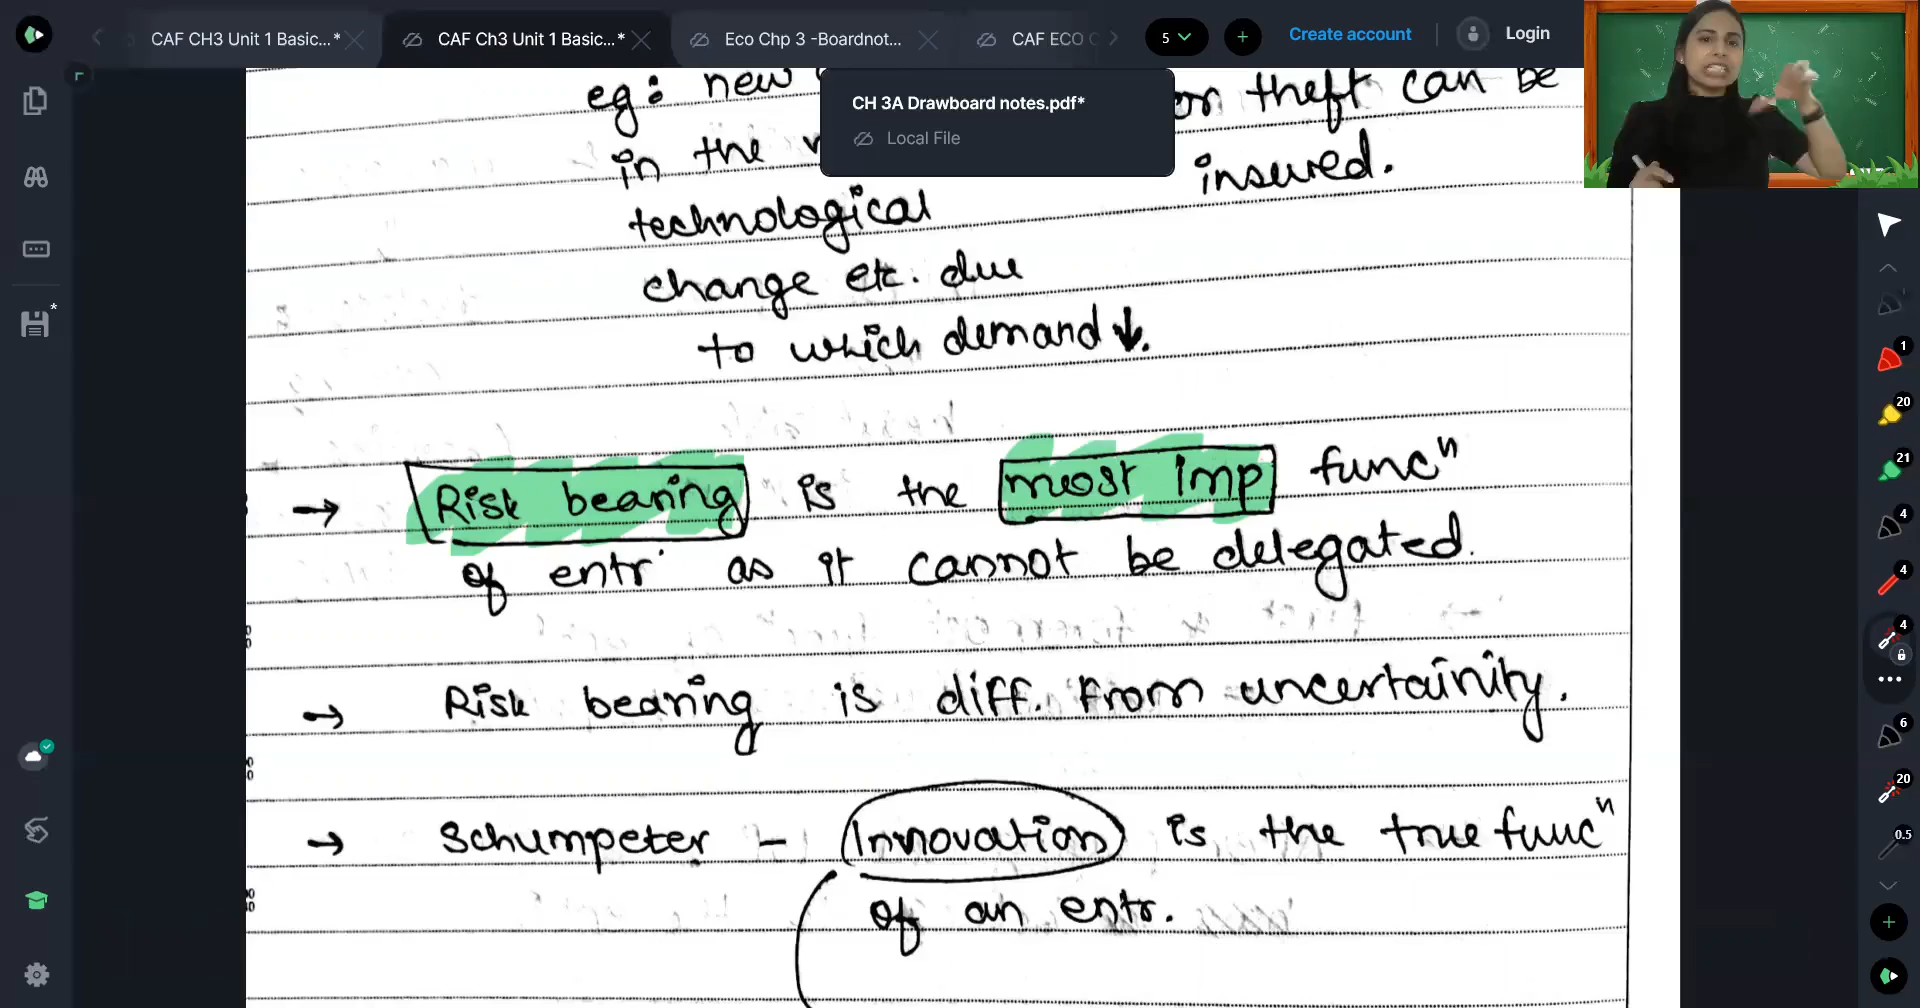 CAF CH3 Unit 1 Basic...*
CAF Ch3 Unit 1 Basic...*
Eco Chp 3 -Boardnot...
CAF ECO
5
Create account
Login
CH 3A Drawboard notes.pdf*
Local File
eg: new
or theft can be
in the
insured.
technological
change etc. due
to which demand ↓.
→ Risk bearing is the most imp funcⁿ
of entr. as it cannot be delegated.
→ Risk bearing is diff. from uncertainity.
→ Schumpeter - Innovation is the true funcⁿ
of an entr.
1
20
21
4
4
4
6
20
0.5